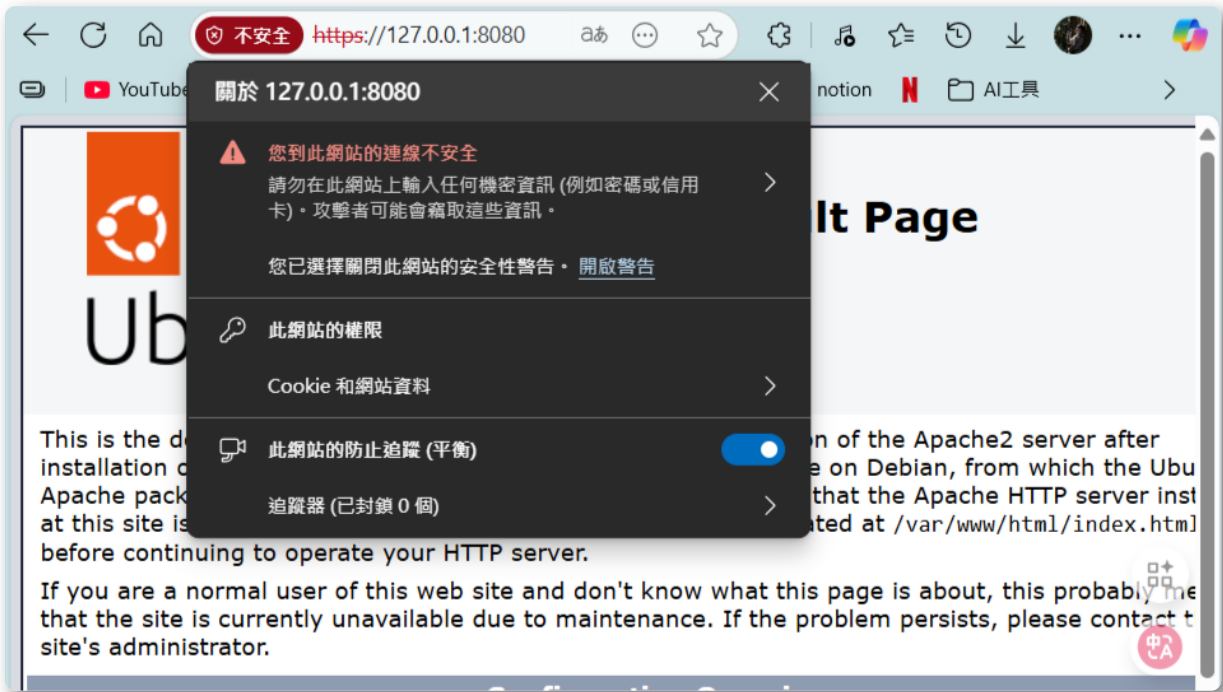 不安全 https://127.0.0.1:8080 aあ
YouTube notion N AI工具
關於 127.0.0.1:8080
您到此網站的連線不安全
請勿在此網站上輸入任何機密資訊 (例如密碼或信用
卡)。攻擊者可能會竊取這些資訊。
您已選擇關閉此網站的安全性警告。 開啟警告
此網站的權限
Cookie 和網站資料
此網站的防止追蹤 (平衡)
追蹤器 (已封鎖 0 個)
lt Page
Ub
This is the d n of the Apache2 server after
installation o e on Debian, from which the Ubu
Apache pack that the Apache HTTP server inst
at this site is ated at /var/www/html/index.html
before continuing to operate your HTTP server.
If you are a normal user of this web site and don't know what this page is about, this probably me
that the site is currently unavailable due to maintenance. If the problem persists, please contact t
site's administrator.
中A